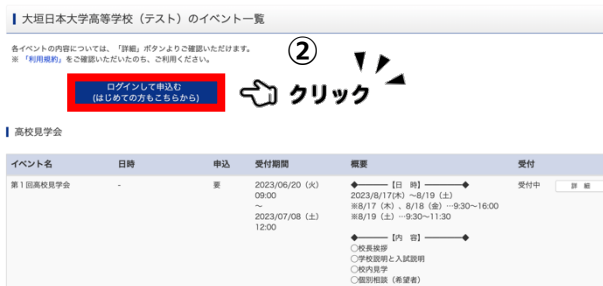 大垣日本大学高等学校（テスト）のイベント一覧
各イベントの内容については、「詳細」ボタンよりご確認いただけます。
※ 「利用規約」をご確認いただいたのち、ご利用ください。
②
ログインして申込む
(はじめての方もこちらから)
クリック
高校見学会
イベント名 日時 申込 受付期間 概要 受付
第１回高校見学会 - 要 2023/06/20（火） ◆━━━【日　時】━━━◆ 受付中 詳 細
09:00 2023/8/17(木）～8/19（土）
～ ※8/17（木）、8/18（金）…9:30～16:00
2023/07/08（土） ※8/19（土）…9:30～11:30
12:00
◆━━━【内　容】━━━◆
○校長挨拶
○学校説明と入試説明
○校内見学
○個別相談（希望者）